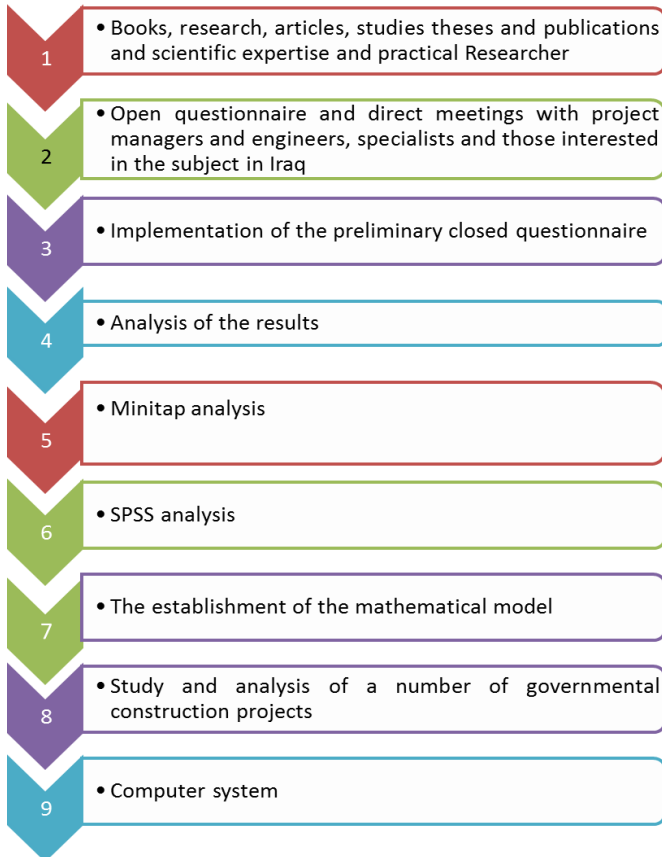 1
• Books, research, articles, studies theses and publications
and scientific expertise and practical Researcher
2
• Open questionnaire and direct meetings with project
managers and engineers, specialists and those interested
in the subject in Iraq
3
• Implementation of the preliminary closed questionnaire
4
• Analysis of the results
5
• Minitap analysis
6
• SPSS analysis
7
• The establishment of the mathematical model
8
• Study and analysis of a number of governmental
construction projects
9
• Computer system